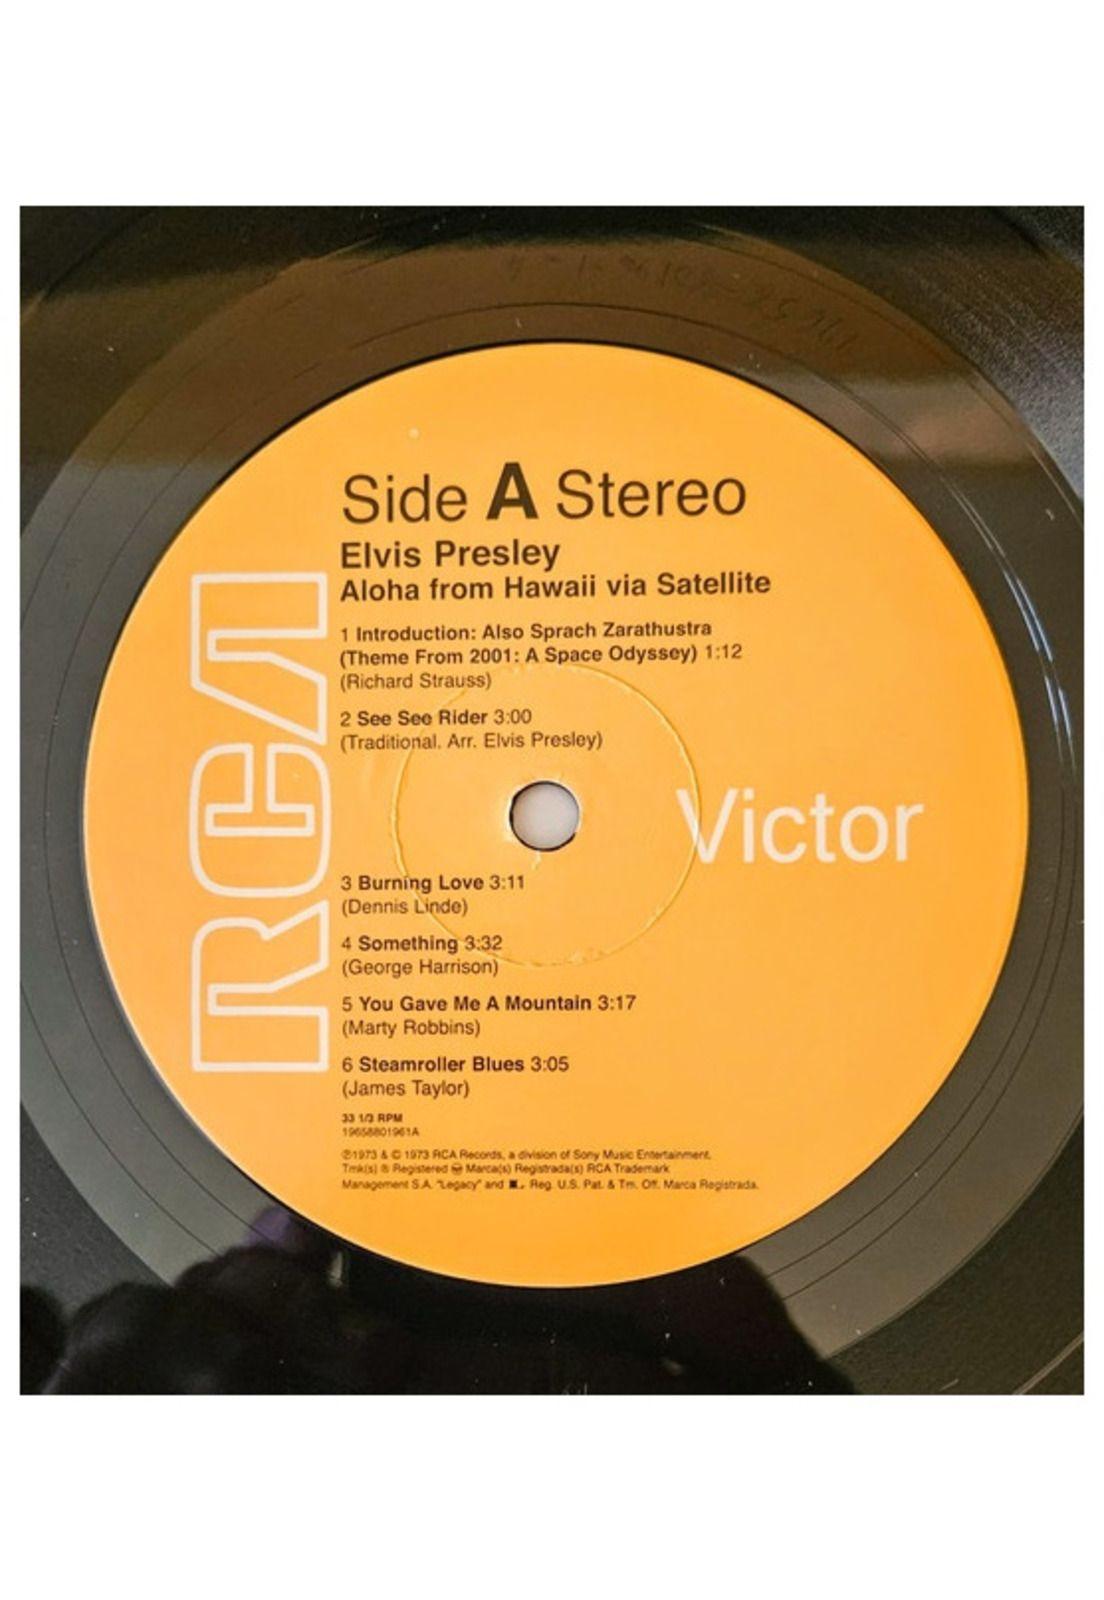 Side A Stereo
Elvis Presley
Aloha from Hawaii via Satellite
1 Introduction: Also Sprach Zarathustra
(Theme From 2001: A Space Odyssey) 1:12
(Richard Strauss)
2 See See Rider 3:00
(Traditional. Arr. Elvis Presley)
RCA
Victor
3 Burning Love 3:11
(Dennis Linde)
4 Something 3:32
(George Harrison)
5 You Gave Me A Mountain 3:17
(Marty Robbins)
6 Steamroller Blues 3:05
(James Taylor)
33 1/3 RPM
19658801961A
℗1973 & © 1973 RCA Records, a division of Sony Music Entertainment.
Tmk(s) ® Registered Marca(s) Registrada(s) RCA Trademark
Management S.A. "Legacy" and Reg. U.S. Pat. & Tm. Off. Marca Registrada.